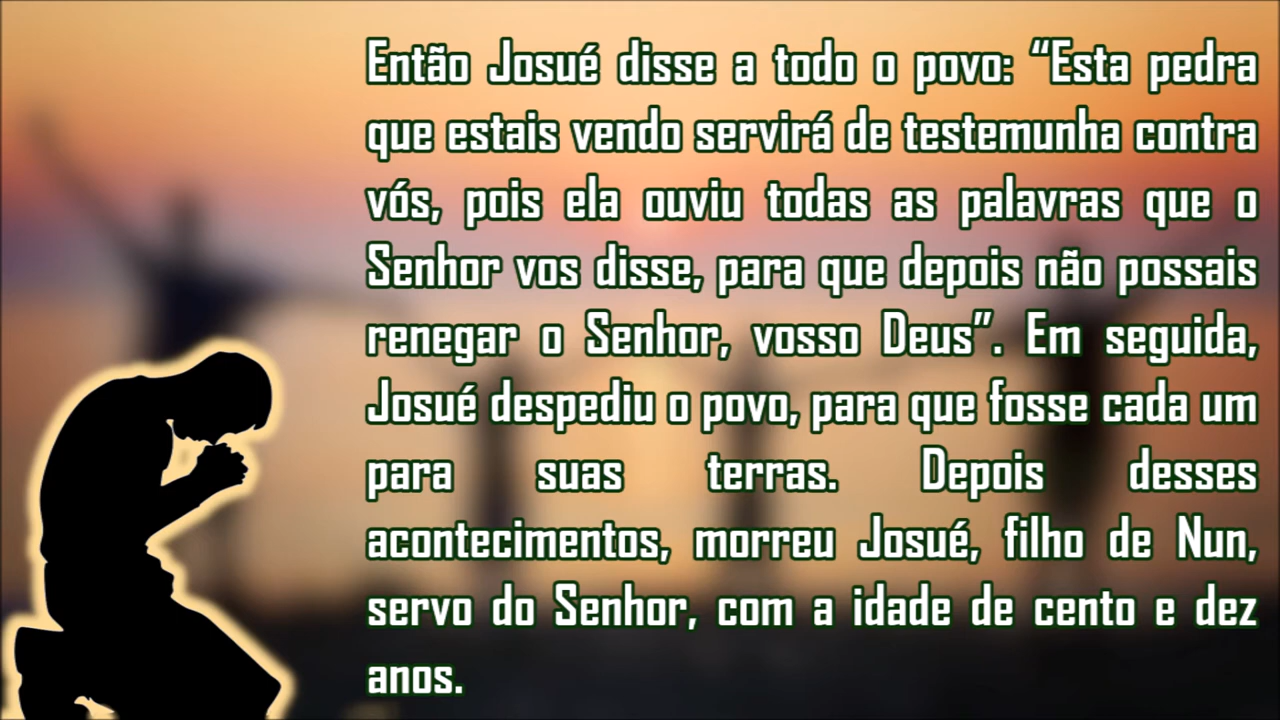 Então Josué disse a todo o povo: “Esta pedra
que estais vendo servirá de testemunha contra
vós, pois ela ouviu todas as palavras que o
Senhor vos disse, para que depois não possais
renegar o Senhor, vosso Deus”. Em seguida,
Josué despediu o povo, para que fosse cada um
para suas terras. Depois desses
acontecimentos, morreu Josué, filho de Nun,
servo do Senhor, com a idade de cento e dez
anos.